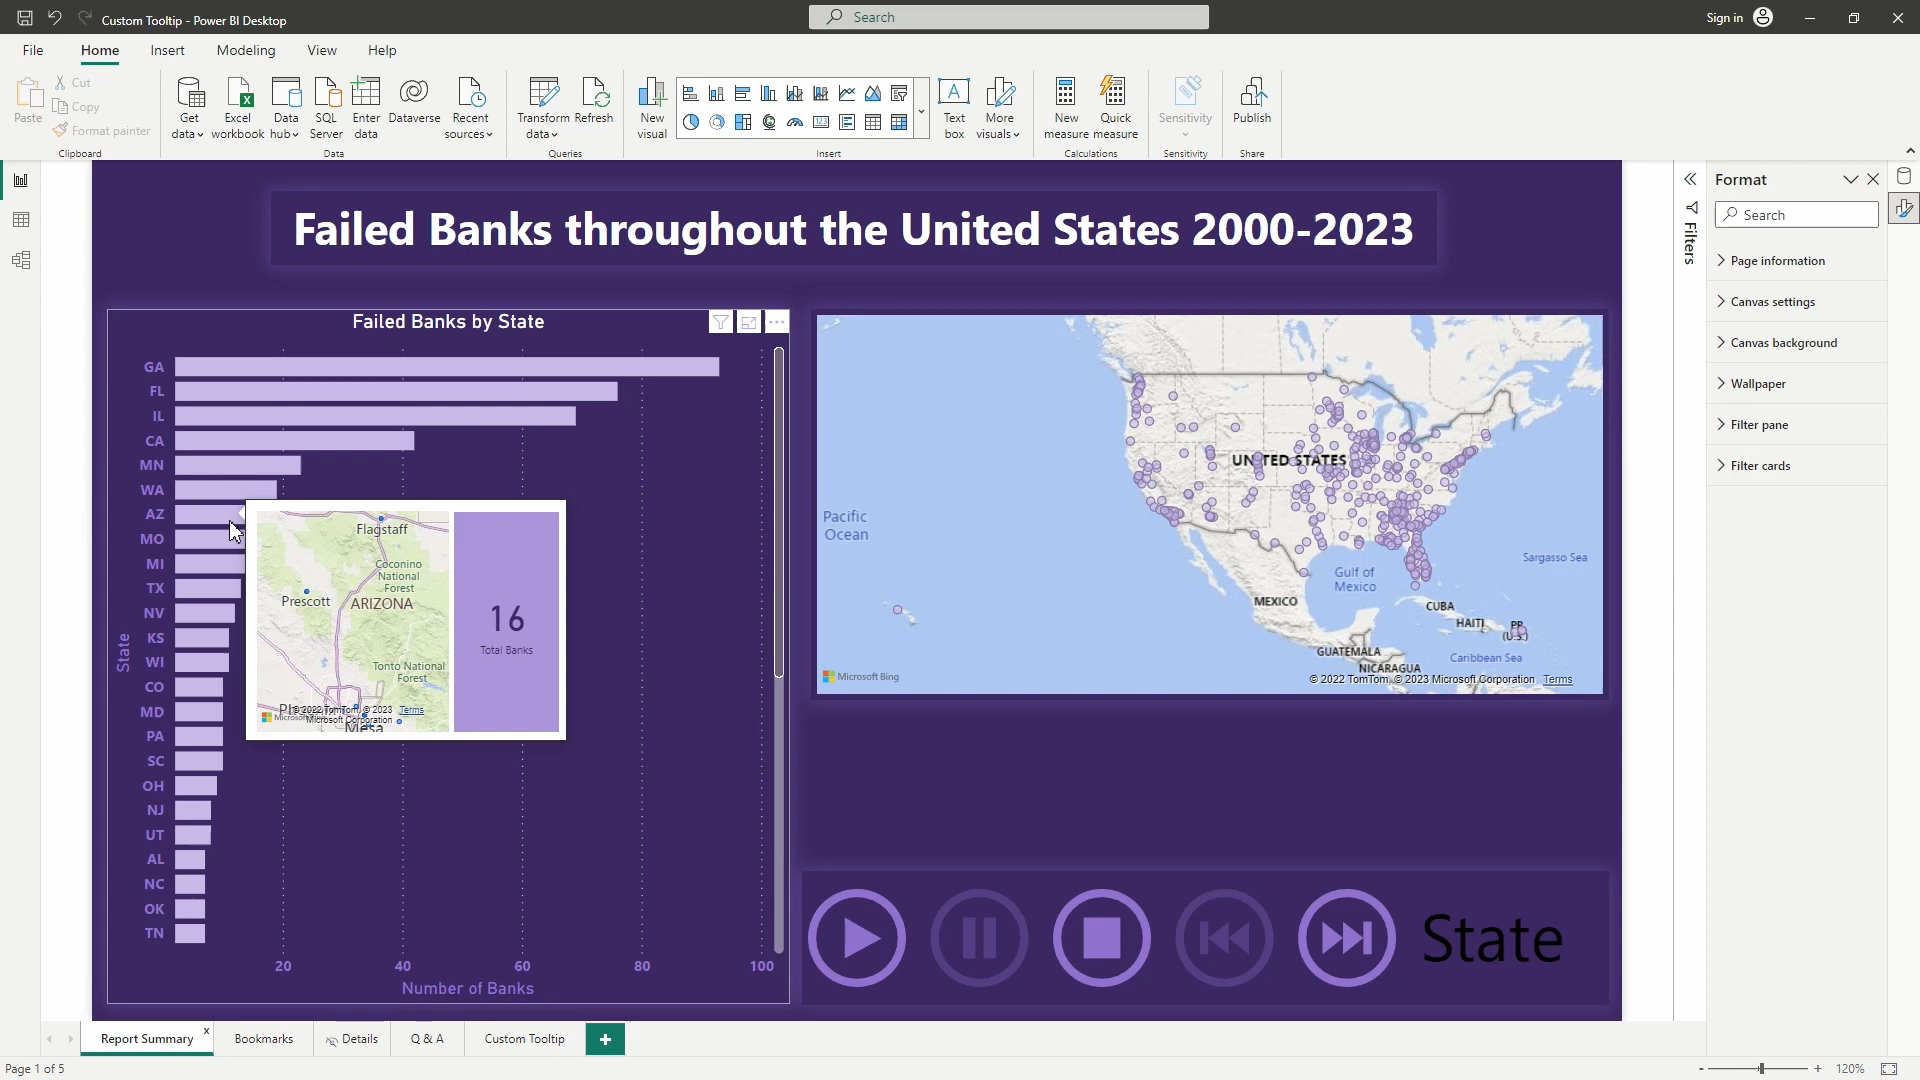 Custom Tooltip - Power BI Desktop
Search
Sign in
File
Home
Insert
Modeling
View
Help
Paste
Cut
Copy
Format painter
Clipboard
Get data
Excel workbook
Data hub
SQL Server
Enter data
Dataverse
Recent sources
Data
Transform data
Refresh
Queries
New visual
Text box
More visuals
Insert
New measure
Quick measure
Calculations
Sensitivity
Sensitivity
Publish
Share
Failed Banks throughout the United States 2000-2023
Failed Banks by State
State
GA
FL
IL
CA
MN
WA
AZ
MO
MI
TX
NV
KS
WI
CO
MD
PA
SC
OH
NJ
UT
AL
NC
OK
TN
20
40
60
80
100
Number of Banks
Flagstaff
Coconino
National
Forest
Prescott
ARIZONA
Tonto National
Forest
© 2022 TomTom, © 2023
Microsoft Corporation
Terms
Mesa
16
Total Banks
UNITED STATES
Pacific
Ocean
Sargasso Sea
Gulf of
Mexico
MEXICO
CUBA
HAITI
PR
(U.S.)
GUATEMALA
Caribbean Sea
NICARAGUA
Microsoft Bing
© 2022 TomTom, © 2023 Microsoft Corporation
Terms
State
Filters
Format
Search
Page information
Canvas settings
Canvas background
Wallpaper
Filter pane
Filter cards
Report Summary
x
Bookmarks
Details
Q & A
Custom Tooltip
+
Page 1 of 5
-
+
120%